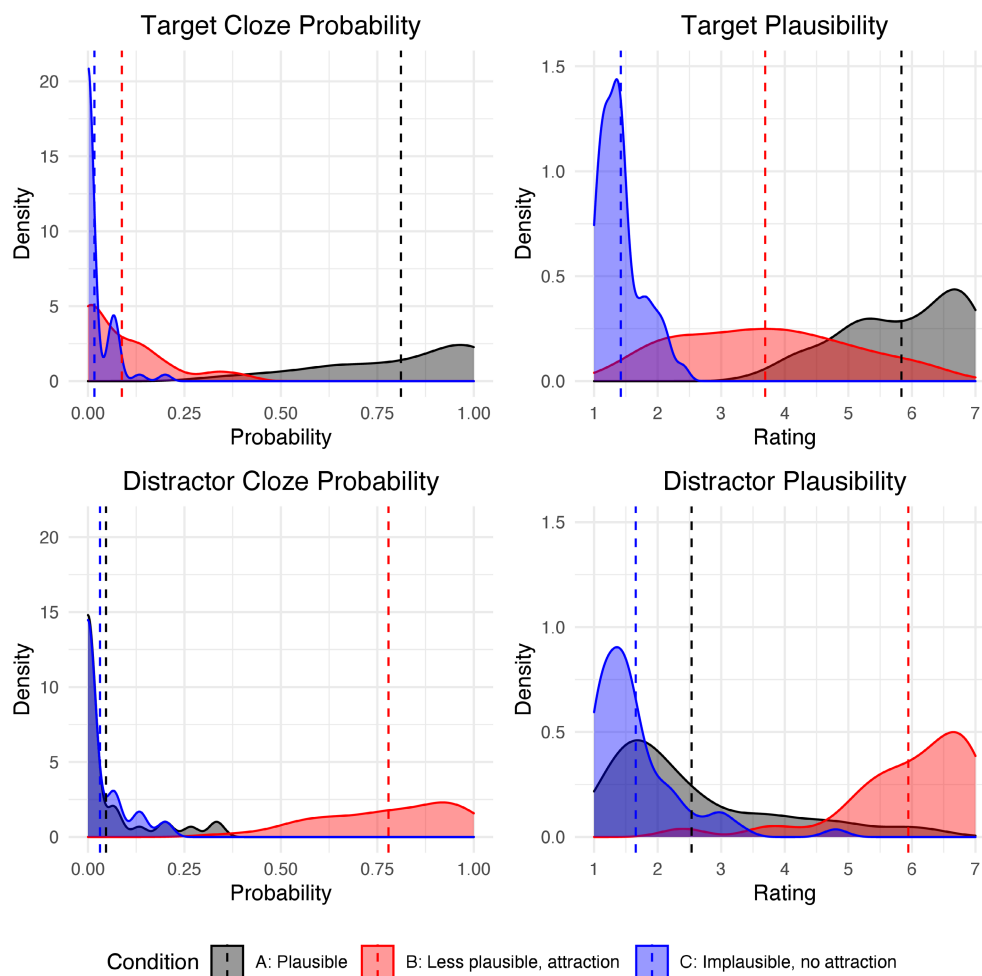 Target Cloze Probability
Density
20
15
10
5
0
0.00 0.25 0.50 0.75 1.00
Probability
Target Plausibility
Density
1.5
1.0
0.5
0.0
1 2 3 4 5 6 7
Rating
Distractor Cloze Probability
Density
20
15
10
5
0
0.00 0.25 0.50 0.75 1.00
Probability
Distractor Plausibility
Density
1.5
1.0
0.5
0.0
1 2 3 4 5 6 7
Rating
Condition A: Plausible B: Less plausible, attraction C: Implausible, no attraction